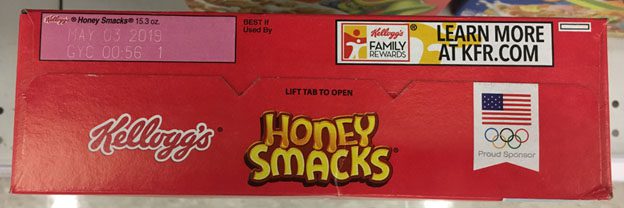 Kellogg's® Honey Smacks® 15.3 oz.
MAY 03 2019
GYC 00:56 1
BEST If
Used By
Kellogg's®
FAMILY
REWARDS
LEARN MORE
AT KFR.COM
LIFT TAB TO OPEN
Kellogg's®
HONEY
SMACKS®
Proud Sponsor